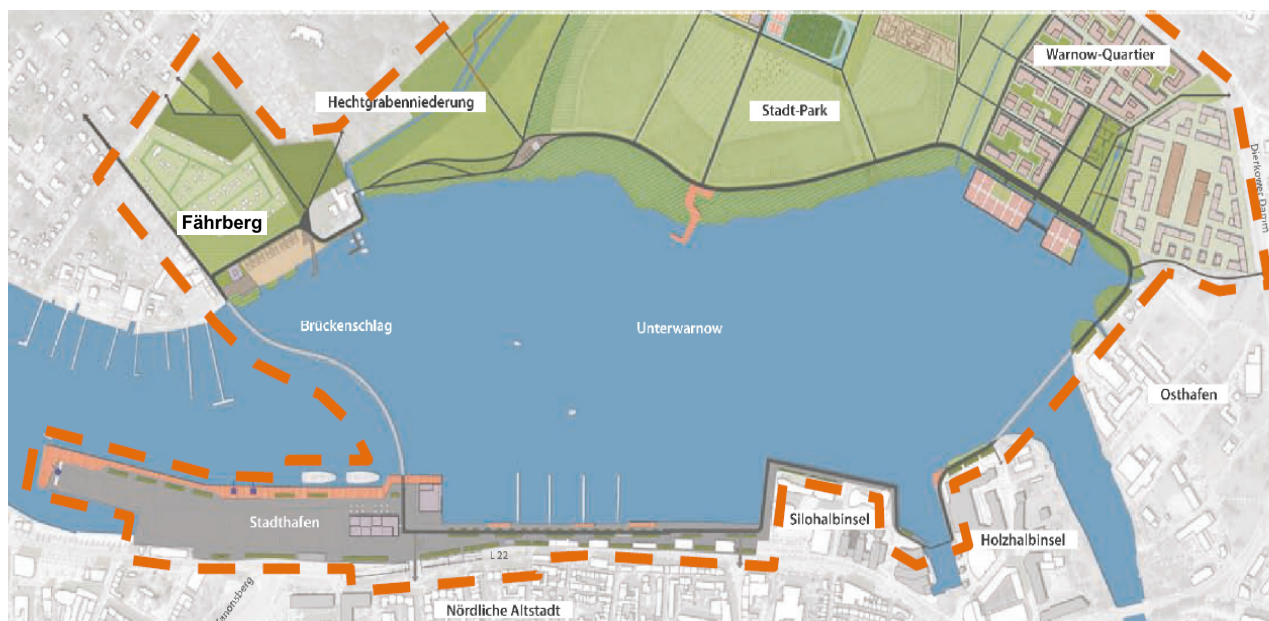 Warnow-Quartier
Hechtgrabenniederung
Stadt-Park
Dierkower Damm
Fährberg
Brückenschlag
Unterwarnow
Osthafen
Stadthafen
Silohalbinsel
Holzhalbinsel
L 22
Nördliche Altstadt